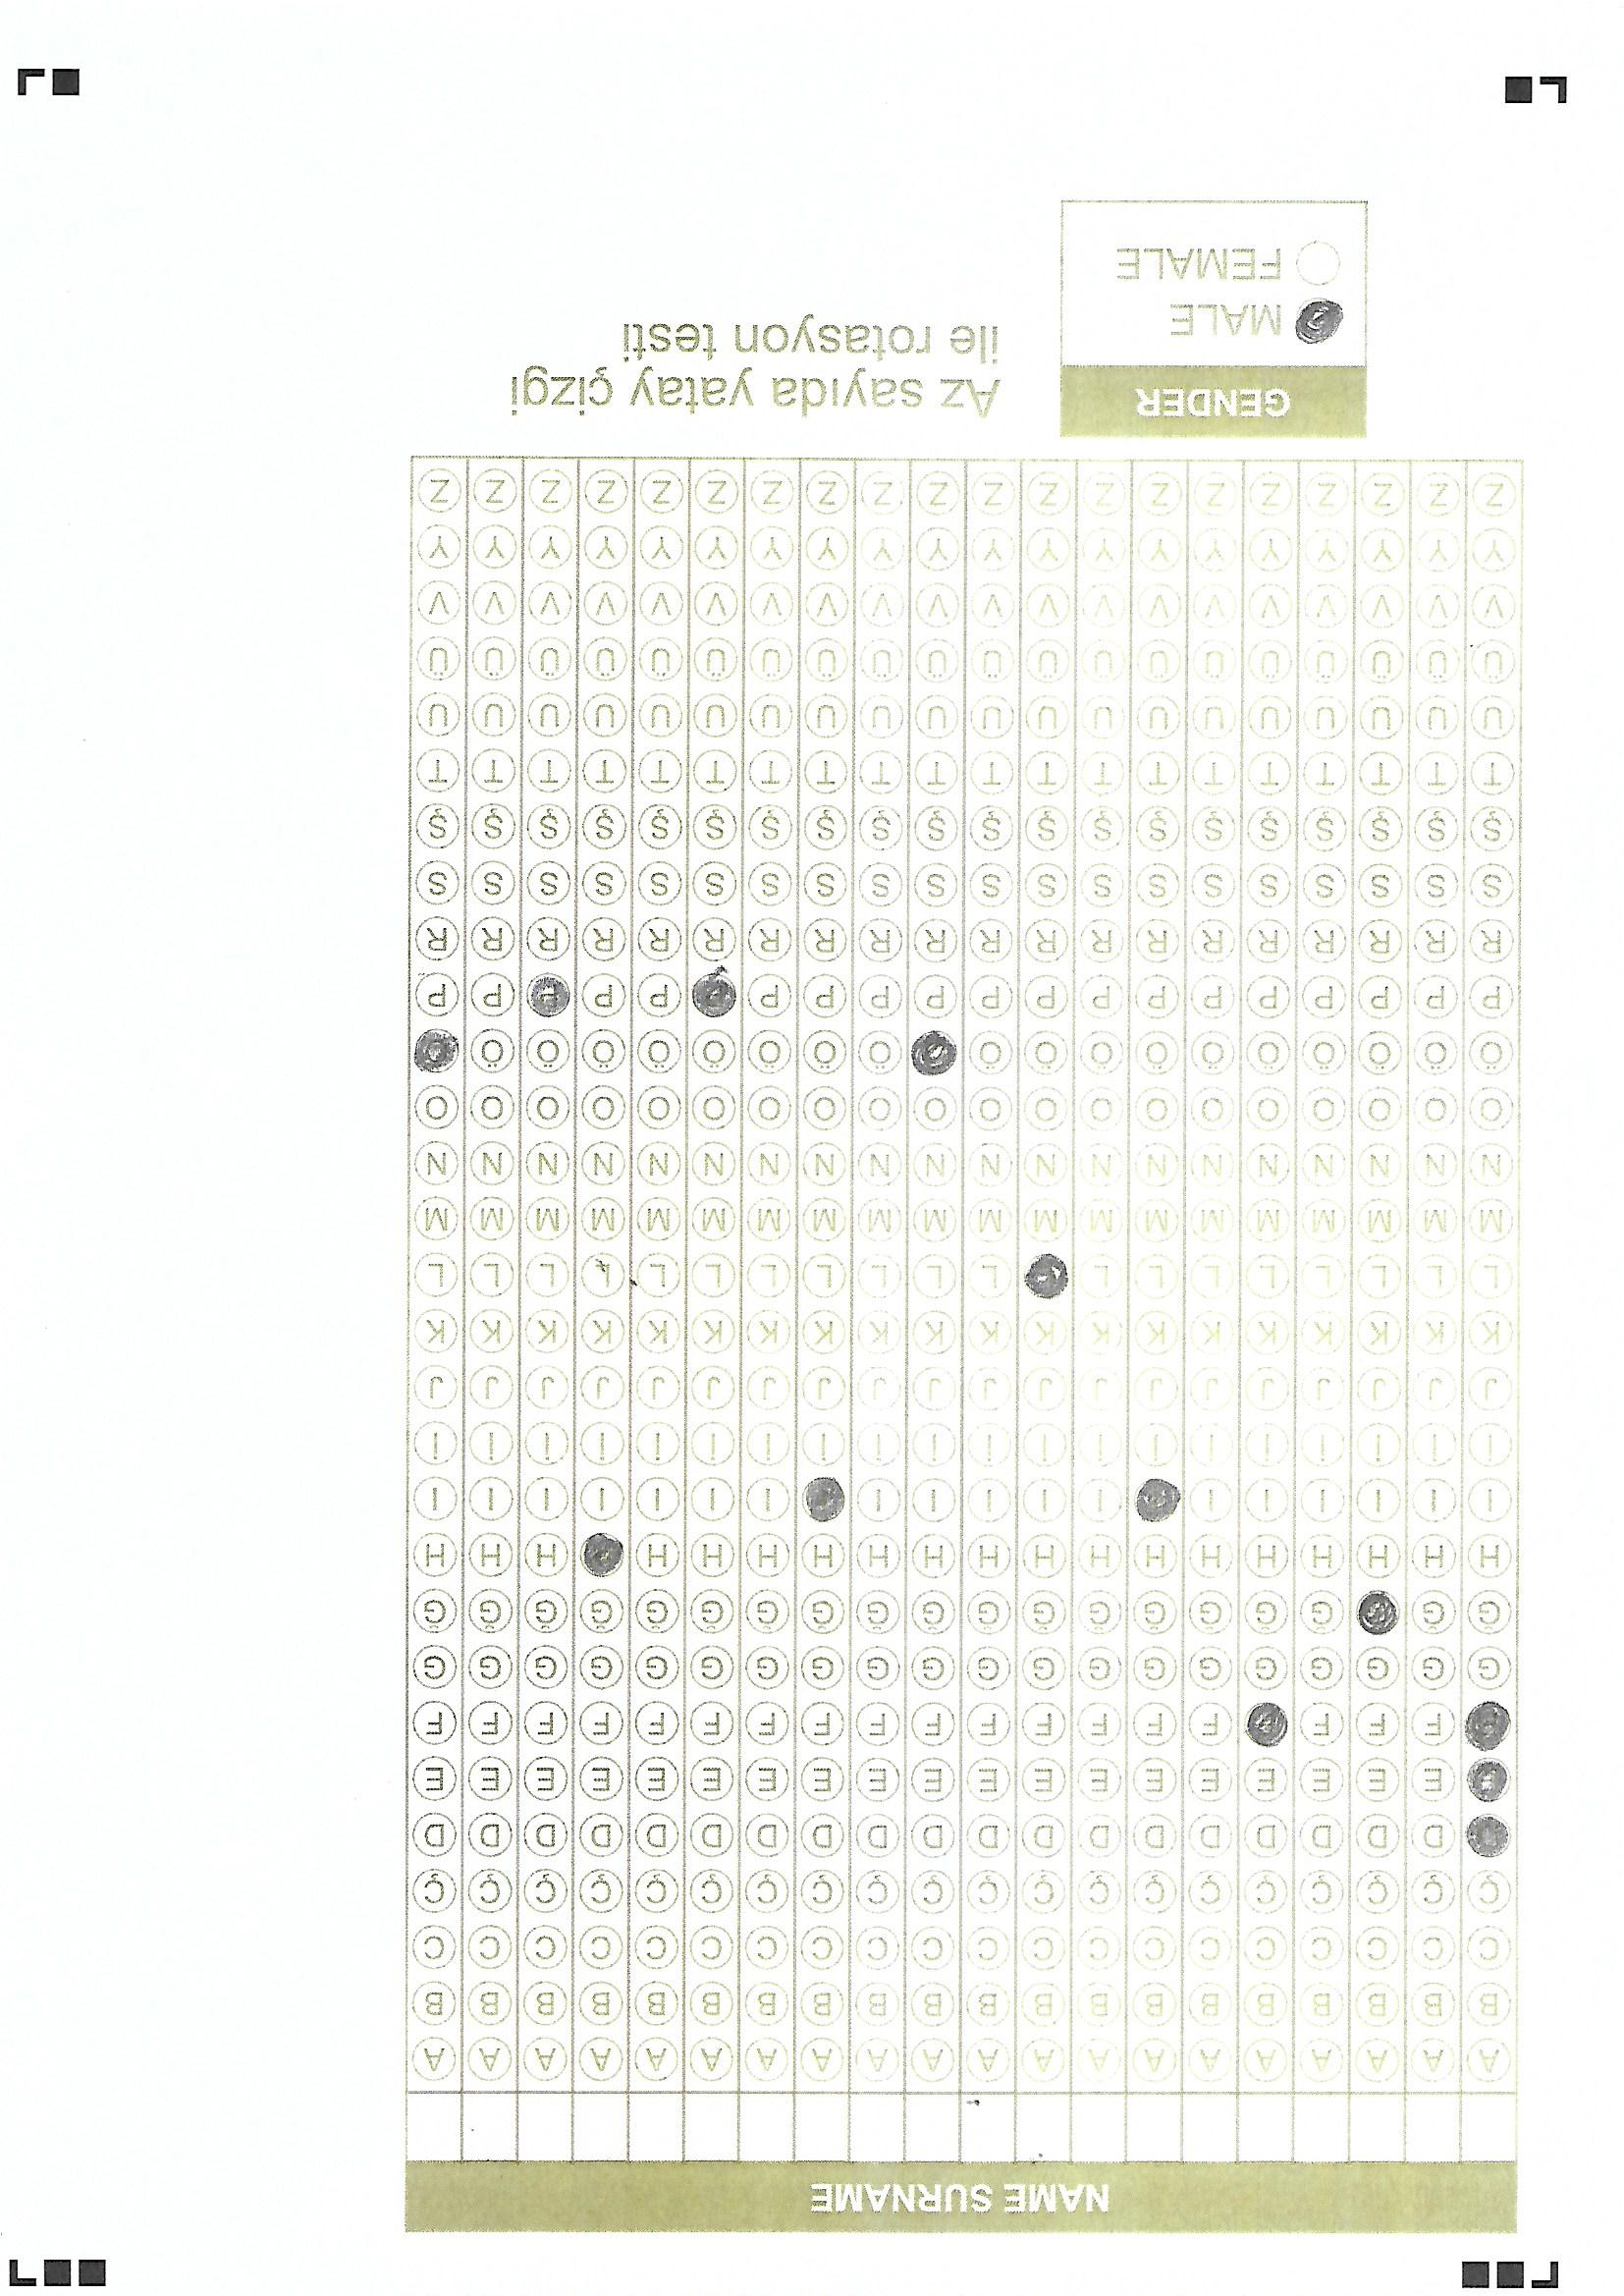 NAME SURNAME
A A A A A A A A A A A A A A A A A A A A
B B B B B B B B B B B B B B B B B B B B
C C C C C C C C C C C C C C C C C C C C
Ç Ç Ç Ç Ç Ç Ç Ç Ç Ç Ç Ç Ç Ç Ç Ç Ç Ç Ç Ç
D D D D D D D D D D D D D D D D D D D
E E E E E E E E E E E E E E E E E E E
F F F F F F F F F F F F F F F F F F
G G G G G G G G G G G G G G G G G G G G
Ğ Ğ Ğ Ğ Ğ Ğ Ğ Ğ Ğ Ğ Ğ Ğ Ğ Ğ Ğ Ğ Ğ Ğ Ğ
H H H H H H H H H H H H H H H H H H H
I I I I I I I I I I I I I I I I I I
İ İ İ İ İ İ İ İ İ İ İ İ İ İ İ İ İ İ İ İ
J J J J J J J J J J J J J J J J J J J J
K K K K K K K K K K K K K K K K K K K K
L L L L L L L L L L L L L L L L L L L
M M M M M M M M M M M M M M M M M M M M
N N N N N N N N N N N N N N N N N N N N
O O O O O O O O O O O O O O O O O O O O
Ö Ö Ö Ö Ö Ö Ö Ö Ö Ö Ö Ö Ö Ö Ö Ö Ö Ö
P P P P P P P P P P P P P P P P P P
R R R R R R R R R R R R R R R R R R R R
S S S S S S S S S S S S S S S S S S S S
Ş Ş Ş Ş Ş Ş Ş Ş Ş Ş Ş Ş Ş Ş Ş Ş Ş Ş Ş Ş
T T T T T T T T T T T T T T T T T T T T
U U U U U U U U U U U U U U U U U U U U
Ü Ü Ü Ü Ü Ü Ü Ü Ü Ü Ü Ü Ü Ü Ü Ü Ü Ü Ü Ü
V V V V V V V V V V V V V V V V V V V V
Y Y Y Y Y Y Y Y Y Y Y Y Y Y Y Y Y Y Y Y
Z Z Z Z Z Z Z Z Z Z Z Z Z Z Z Z Z Z Z Z
GENDER
MALE
FEMALE
Az sayıda yatay çizgi
ile rotasyon testi